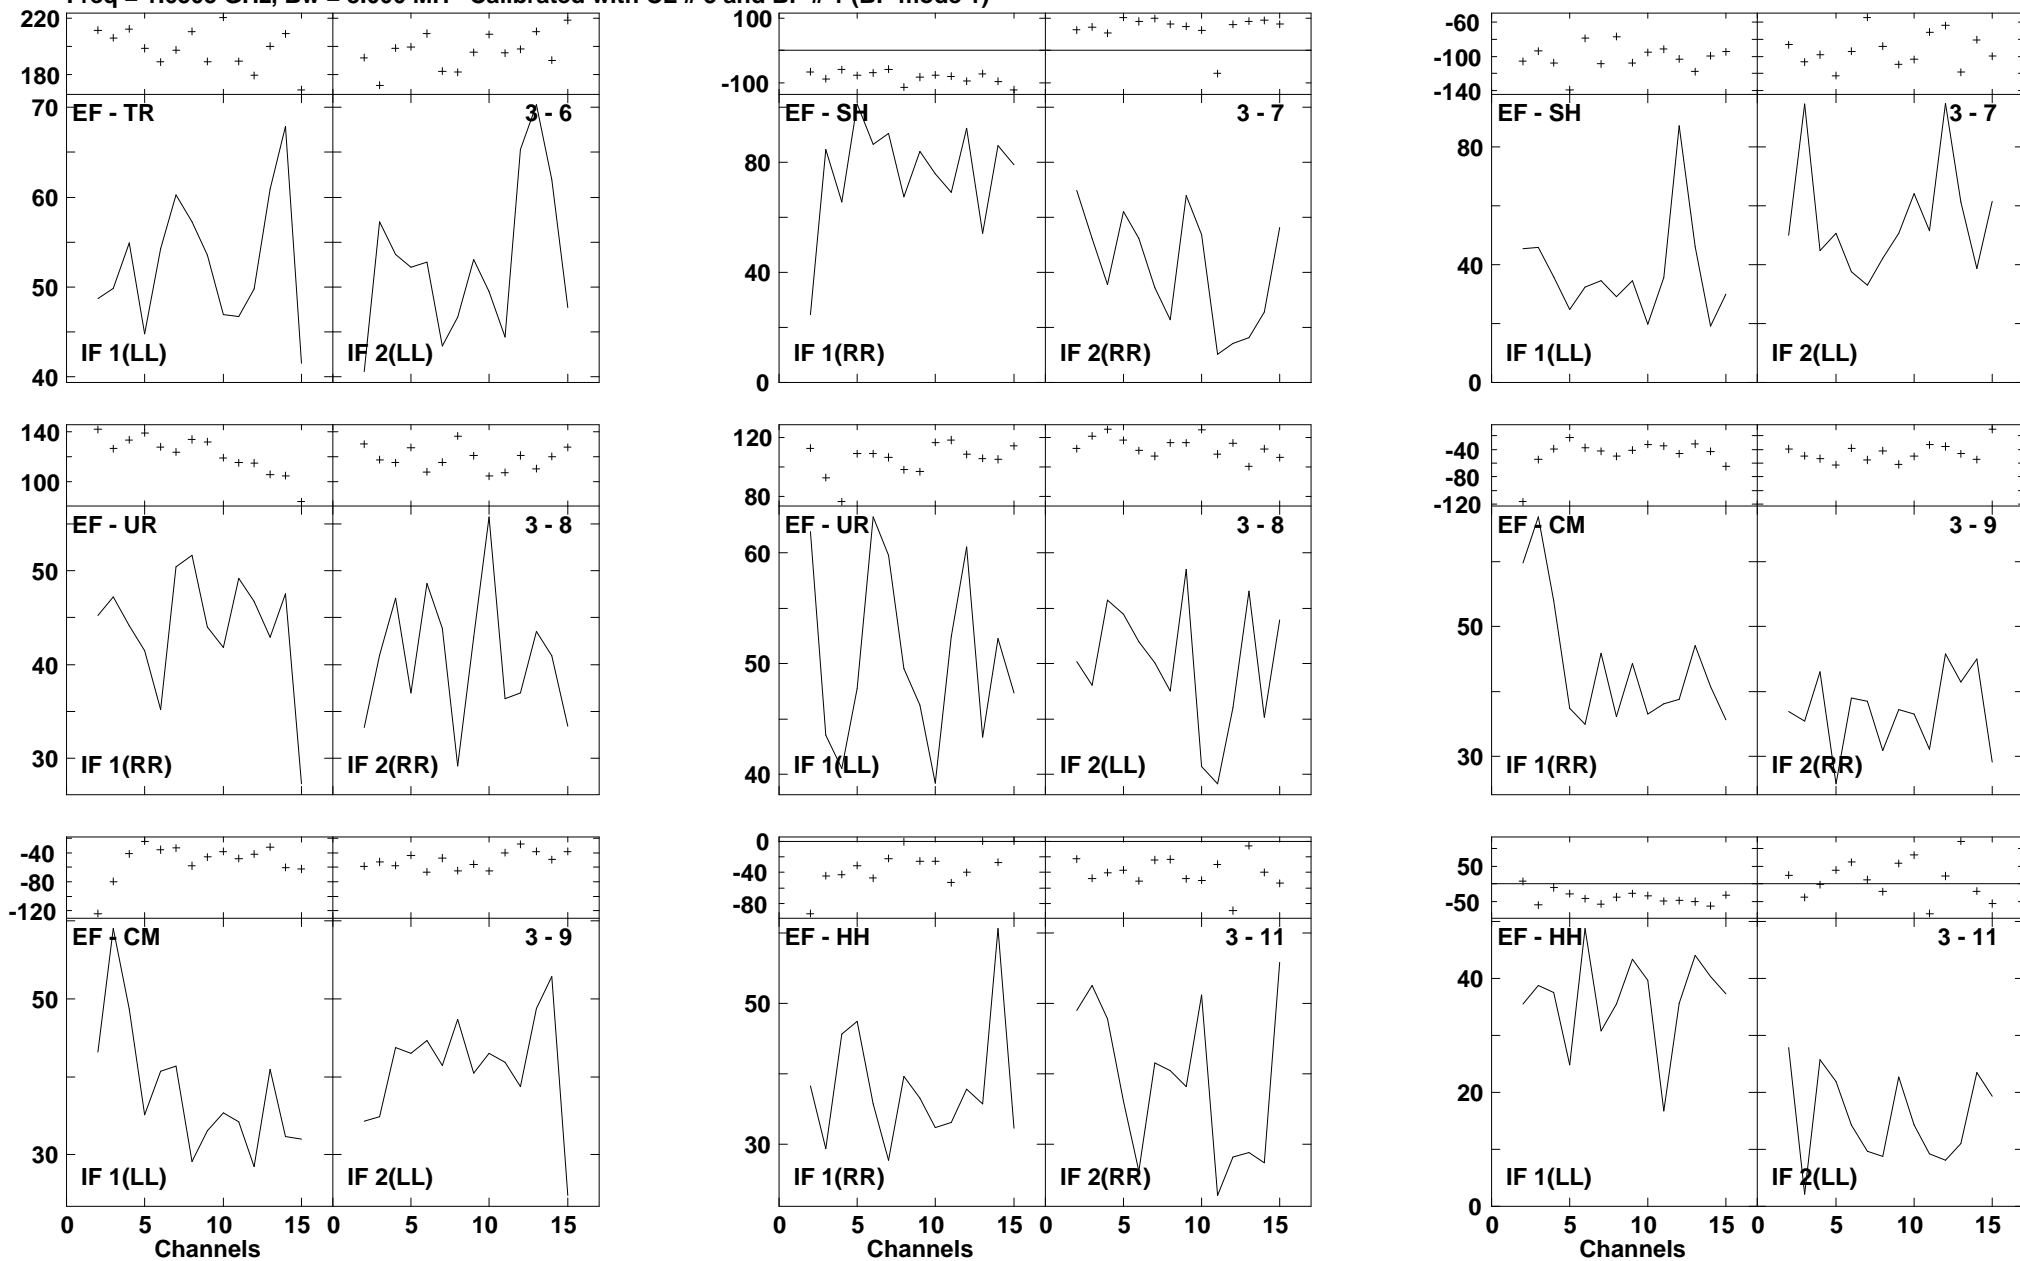 220
180
70
60
50
40
EF - TR
3 - 6
IF 1(LL)
IF 2(LL)
100
-100
80
40
0
EF - SH
3 - 7
IF 1(RR)
IF 2(RR)
-60
-100
-140
80
40
0
EF - SH
3 - 7
IF 1(LL)
IF 2(LL)
140
100
50
40
30
EF - UR
3 - 8
IF 1(RR)
IF 2(RR)
120
80
60
50
40
EF - UR
3 - 8
IF 1(LL)
IF 2(LL)
-40
-80
-120
50
30
EF - CM
3 - 9
IF 1(RR)
IF 2(RR)
-40
-80
-120
50
30
EF - CM
3 - 9
IF 1(LL)
IF 2(LL)
0 5 10 15 0 5 10 15
Channels
0
-40
-80
50
30
EF - HH
3 - 11
IF 1(RR)
IF 2(RR)
0 5 10 15 0 5 10 15
Channels
50
-50
40
20
0
EF - HH
3 - 11
IF 1(LL)
IF 2(LL)
0 5 10 15 0 5 10 15
Channels